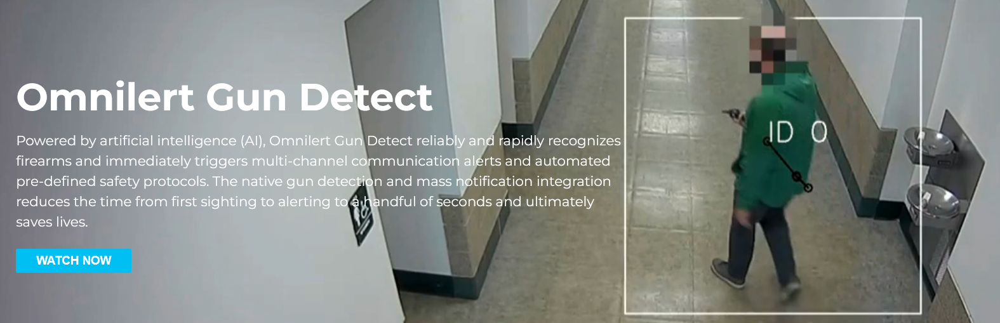 Omnilert Gun Detect
Powered by artificial intelligence (AI), Omnilert Gun Detect reliably and rapidly recognizes
firearms and immediately triggers multi-channel communication alerts and automated
pre-defined safety protocols. The native gun detection and mass notification integration
reduces the time from first sighting to alerting to a handful of seconds and ultimately
saves lives.
WATCH NOW
ID 0